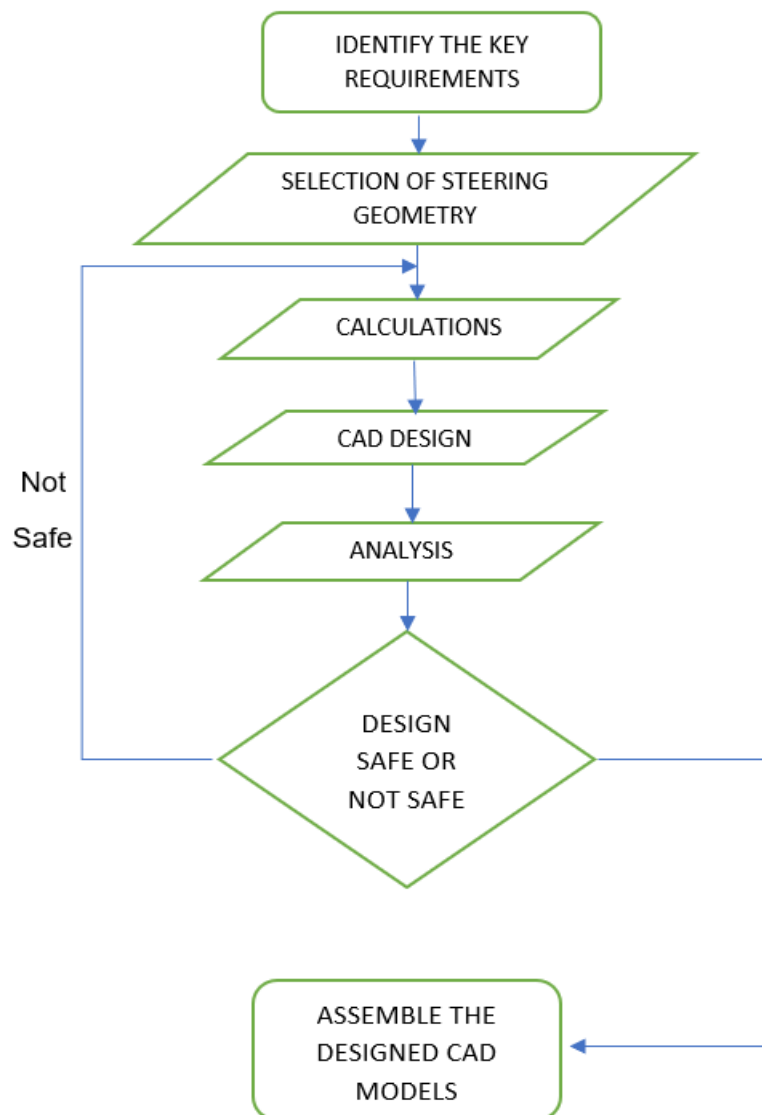 IDENTIFY THE KEY
REQUIREMENTS
SELECTION OF STEERING
GEOMETRY
CALCULATIONS
CAD DESIGN
Not
Safe
ANALYSIS
DESIGN
SAFE OR
NOT SAFE
ASSEMBLE THE
DESIGNED CAD
MODELS